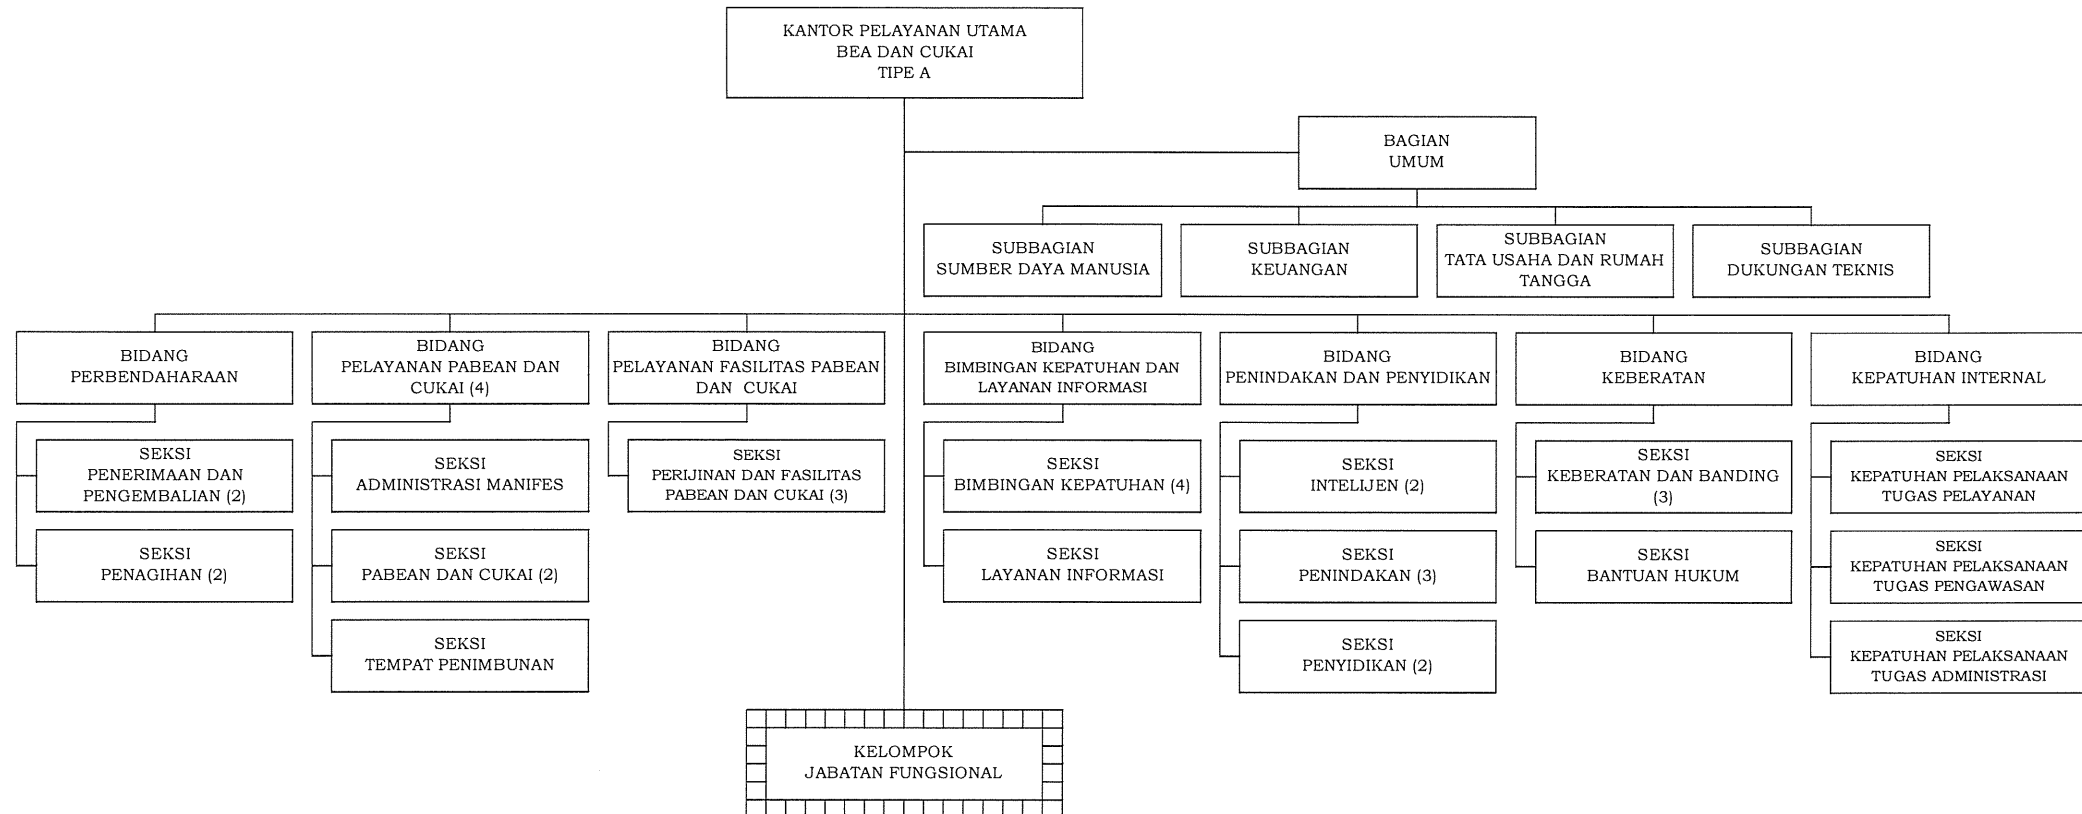 KANTOR PELAYANAN UTAMA
BEA DAN CUKAI
TIPE A
BAGIAN
UMUM
SUBBAGIAN
SUMBER DAYA MANUSIA
SUBBAGIAN
KEUANGAN
SUBBAGIAN
TATA USAHA DAN RUMAH
TANGGA
SUBBAGIAN
DUKUNGAN TEKNIS
BIDANG
PERBENDAHARAAN
BIDANG
PELAYANAN PABEAN DAN
CUKAI (4)
BIDANG
PELAYANAN FASILITAS PABEAN
DAN CUKAI
BIDANG
BIMBINGAN KEPATUHAN DAN
LAYANAN INFORMASI
BIDANG
PENINDAKAN DAN PENYIDIKAN
BIDANG
KEBERATAN
BIDANG
KEPATUHAN INTERNAL
SEKSI
PENERIMAAN DAN
PENGEMBALIAN (2)
SEKSI
ADMINISTRASI MANIFES
SEKSI
PERIJINAN DAN FASILITAS
PABEAN DAN CUKAI (3)
SEKSI
BIMBINGAN KEPATUHAN (4)
SEKSI
INTELIJEN (2)
SEKSI
KEBERATAN DAN BANDING
(3)
SEKSI
KEPATUHAN PELAKSANAAN
TUGAS PELAYANAN
SEKSI
PENAGIHAN (2)
SEKSI
PABEAN DAN CUKAI (2)
SEKSI
LAYANAN INFORMASI
SEKSI
PENINDAKAN (3)
SEKSI
BANTUAN HUKUM
SEKSI
KEPATUHAN PELAKSANAAN
TUGAS PENGAWASAN
SEKSI
TEMPAT PENIMBUNAN
SEKSI
PENYIDIKAN (2)
SEKSI
KEPATUHAN PELAKSANAAN
TUGAS ADMINISTRASI
KELOMPOK
JABATAN FUNGSIONAL